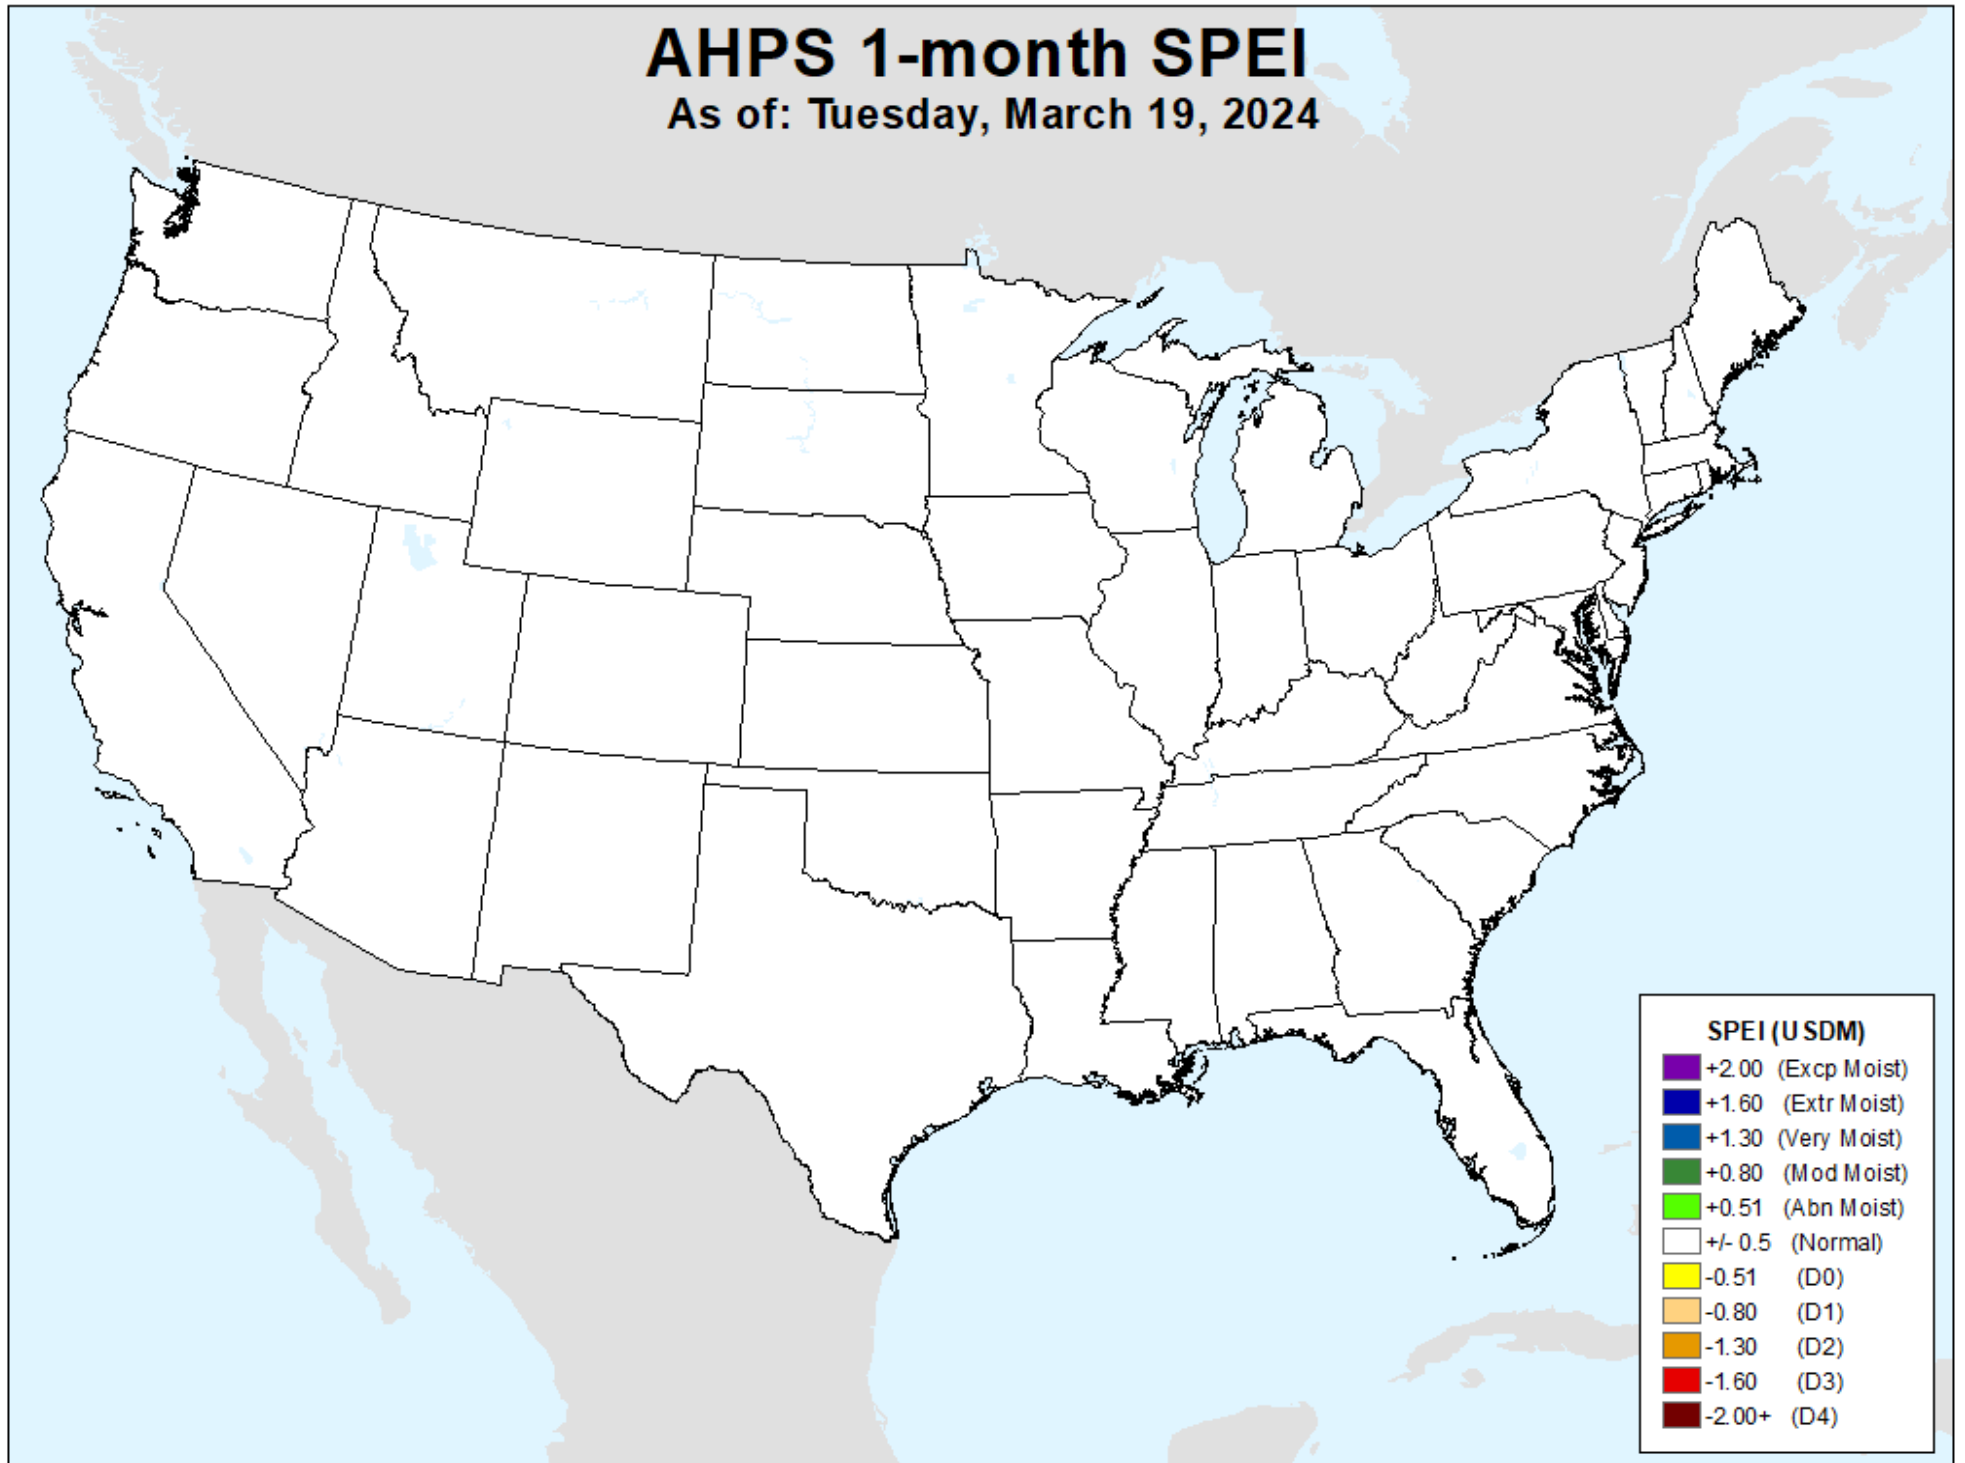 AHPS 1-month SPEI
As of: Tuesday, March 19, 2024
SPEI (USDM)
+2.00 (Excp Moist)
+1.60 (Extr Moist)
+1.30 (Very Moist)
+0.80 (Mod Moist)
+0.51 (Abn Moist)
+/- 0.5 (Normal)
-0.51 (D0)
-0.80 (D1)
-1.30 (D2)
-1.60 (D3)
-2.00+ (D4)